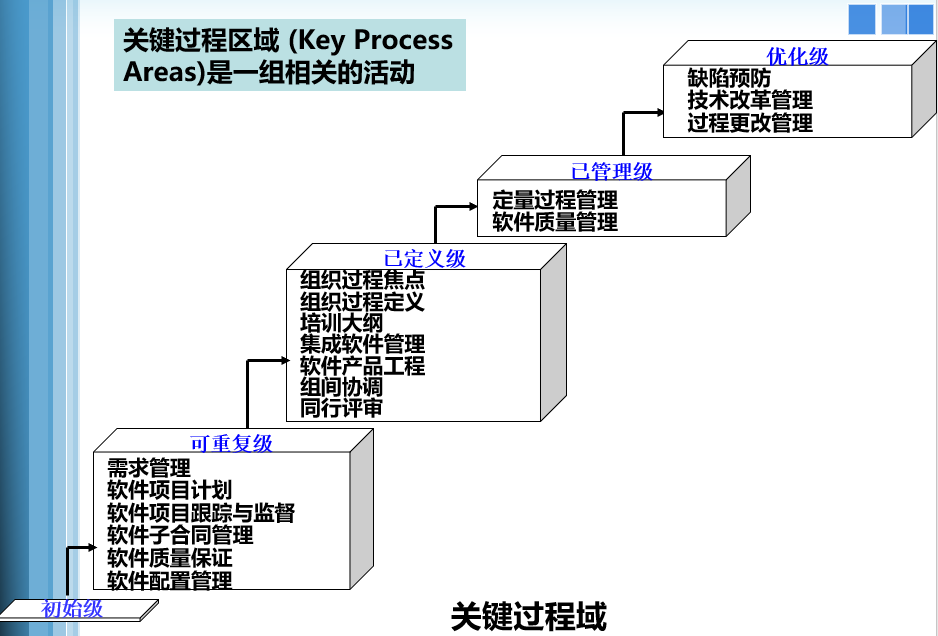 关键过程区域 (Key Process
Areas)是一组相关的活动
优化级
缺陷预防
技术改革管理
过程更改管理
已管理级
定量过程管理
软件质量管理
已定义级
组织过程焦点
组织过程定义
培训大纲
集成软件管理
软件产品工程
组间协调
同行评审
可重复级
需求管理
软件项目计划
软件项目跟踪与监督
软件子合同管理
软件质量保证
软件配置管理
初始级
关键过程域